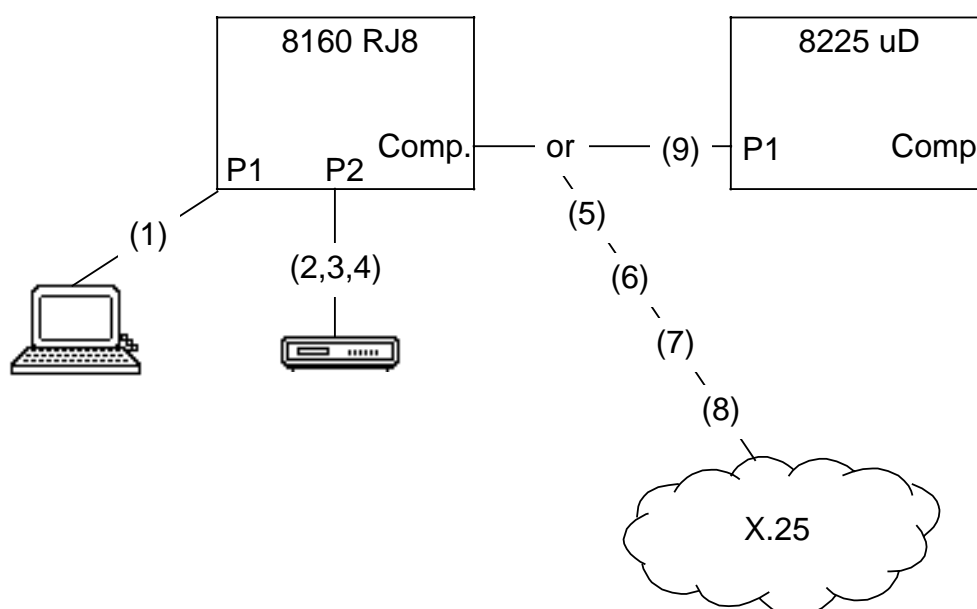 8160 RJ8
8225 uD
Comp.
or
(9)
P1
Comp
P1
P2
(1)
(2,3,4)
(5)
(6)
(7)
(8)
X.25